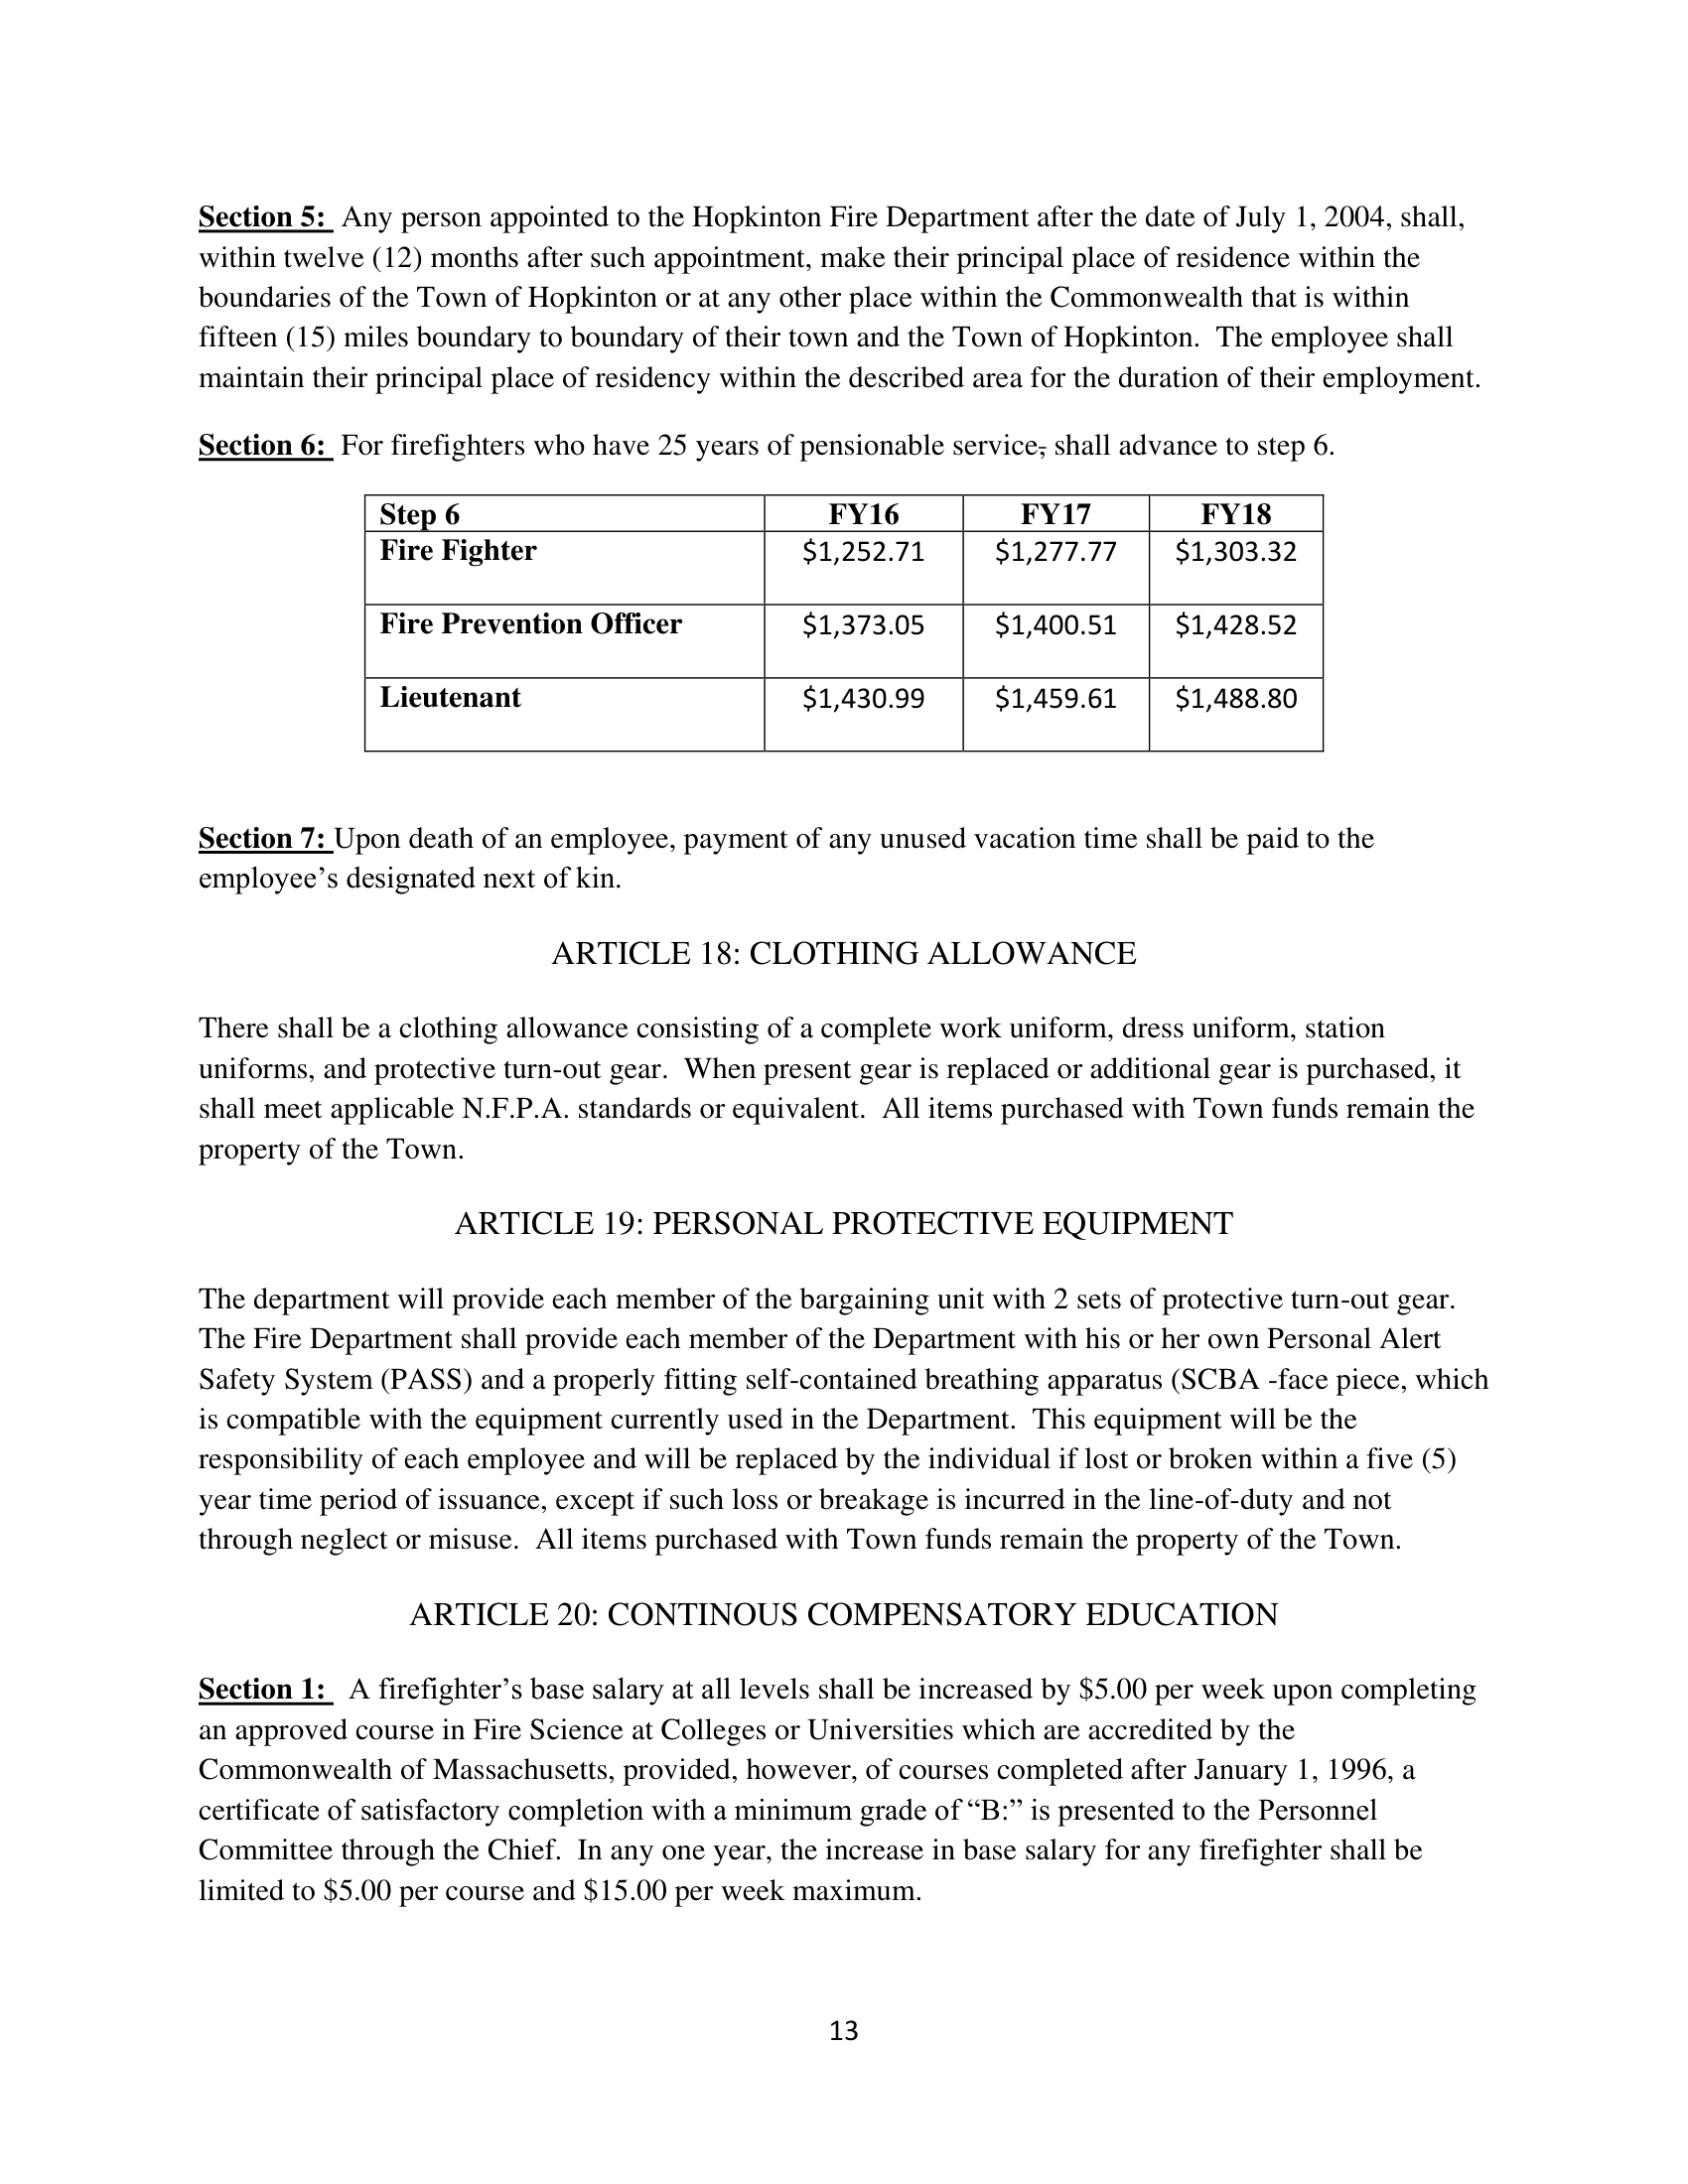 Section 5:  Any person appointed to the Hopkinton Fire Department after the date of July 1, 2004, shall,
within twelve (12) months after such appointment, make their principal place of residence within the
boundaries of the Town of Hopkinton or at any other place within the Commonwealth that is within
fifteen (15) miles boundary to boundary of their town and the Town of Hopkinton.  The employee shall
maintain their principal place of residency within the described area for the duration of their employment.
Section 6:  For firefighters who have 25 years of pensionable service, shall advance to step 6.
Step 6 FY16 FY17 FY18
Fire Fighter $1,252.71 $1,277.77 $1,303.32
Fire Prevention Officer $1,373.05 $1,400.51 $1,428.52
Lieutenant $1,430.99 $1,459.61 $1,488.80
Section 7: Upon death of an employee, payment of any unused vacation time shall be paid to the
employee’s designated next of kin.
ARTICLE 18: CLOTHING ALLOWANCE
There shall be a clothing allowance consisting of a complete work uniform, dress uniform, station
uniforms, and protective turn-out gear.  When present gear is replaced or additional gear is purchased, it
shall meet applicable N.F.P.A. standards or equivalent.  All items purchased with Town funds remain the
property of the Town.
ARTICLE 19: PERSONAL PROTECTIVE EQUIPMENT
The department will provide each member of the bargaining unit with 2 sets of protective turn-out gear.
The Fire Department shall provide each member of the Department with his or her own Personal Alert
Safety System (PASS) and a properly fitting self-contained breathing apparatus (SCBA -face piece, which
is compatible with the equipment currently used in the Department.  This equipment will be the
responsibility of each employee and will be replaced by the individual if lost or broken within a five (5)
year time period of issuance, except if such loss or breakage is incurred in the line-of-duty and not
through neglect or misuse.  All items purchased with Town funds remain the property of the Town.
ARTICLE 20: CONTINOUS COMPENSATORY EDUCATION
Section 1:   A firefighter’s base salary at all levels shall be increased by $5.00 per week upon completing
an approved course in Fire Science at Colleges or Universities which are accredited by the
Commonwealth of Massachusetts, provided, however, of courses completed after January 1, 1996, a
certificate of satisfactory completion with a minimum grade of “B:” is presented to the Personnel
Committee through the Chief.  In any one year, the increase in base salary for any firefighter shall be
limited to $5.00 per course and $15.00 per week maximum.
13